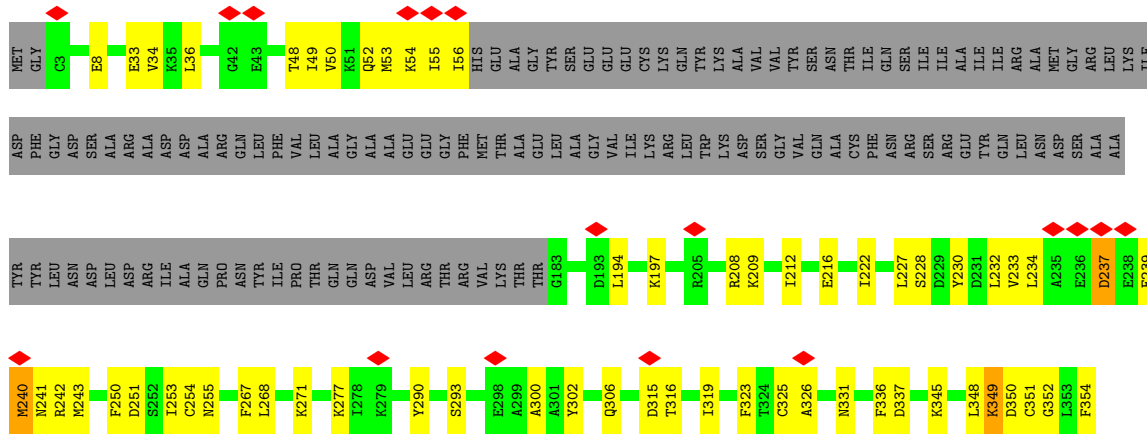 MET GLY C3 E8 E33 V34 K35 L36 G42 E43 T48 I49 V50 K51 Q52 M53 K54 I55 I56 HIS GLU ALA GLY TYR SER GLU GLU GLU CYS LYS GLN TYR LYS ALA VAL VAL TYR SER ASN THR ILE GLN SER ILE ILE ALA ILE ILE ARG ALA MET GLY ARG LEU LYS ILE
ASP PHE GLY ASP SER ALA ARG ALA ASP ASP ALA ARG GLN LEU PHE VAL LEU ALA GLY ALA ALA GLU GLU GLY PHE MET THR ALA GLU LEU ALA GLY VAL ILE LYS ARG LEU TRP LYS ASP SER GLY VAL GLN ALA CYS PHE ASN ARG SER ARG GLU TYR GLN LEU ASN ASP SER ALA ALA
TYR TYR LEU ASN ASP LEU ASP ARG ILE ALA GLN PRO ASN TYR ILE PRO THR GLN GLN ASP VAL LEU ARG THR ARG VAL LYS THR THR G183 D193 L194 K197 R205 R208 K209 I212 E216 I222 L227 S228 D229 Y230 D231 L232 V233 L234 A235 E236 D237 E238 E239
M240 N241 R242 M243 F250 D251 S252 I253 C254 N255 F267 L268 K271 K277 I278 K279 Y290 S293 E298 A299 A300 A301 Y302 Q306 D315 T316 I319 F323 T324 C325 A326 N331 F336 D337 K345 L348 K349 D350 C351 G352 L353 F354